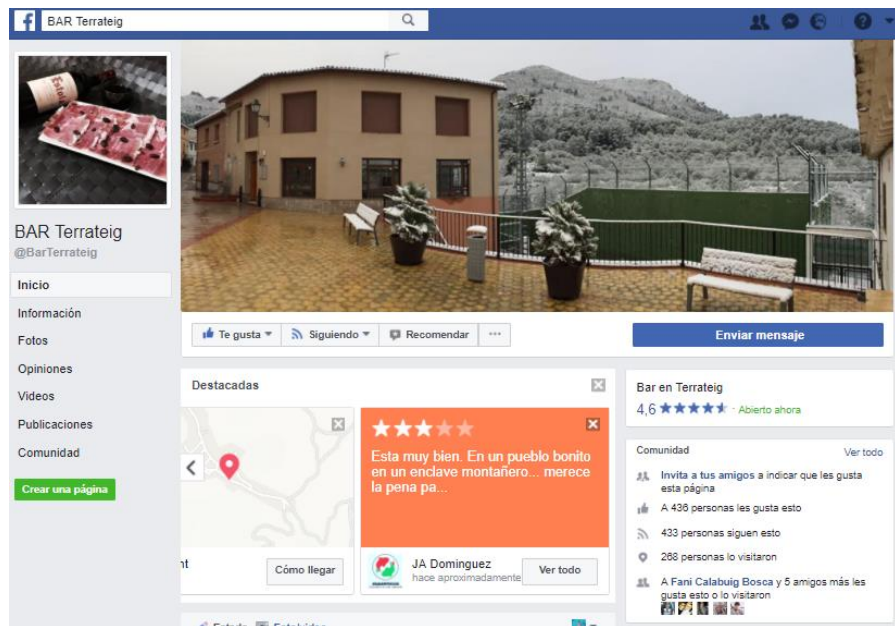 BAR Terrateig
BAR Terrateig
@BarTerrateig
Inicio
Información
Fotos
Opiniones
Videos
Publicaciones
Comunidad
Crear una página
Te gusta
Siguiendo
Recomendar
Enviar mensaje
Destacadas
Cómo llegar
Esta muy bien. En un pueblo bonito
en un enclave montañero... merece
la pena pa...
JA Dominguez
hace aproximadamente
Ver todo
Bar en Terrateig
4,6 · Abierto ahora
Comunidad Ver todo
Invita a tus amigos a indicar que les gusta
esta página
A 436 personas les gusta esto
433 personas siguen esto
268 personas lo visitaron
A Fani Calabuig Bosca y 5 amigos más les
gusta esto o lo visitaron